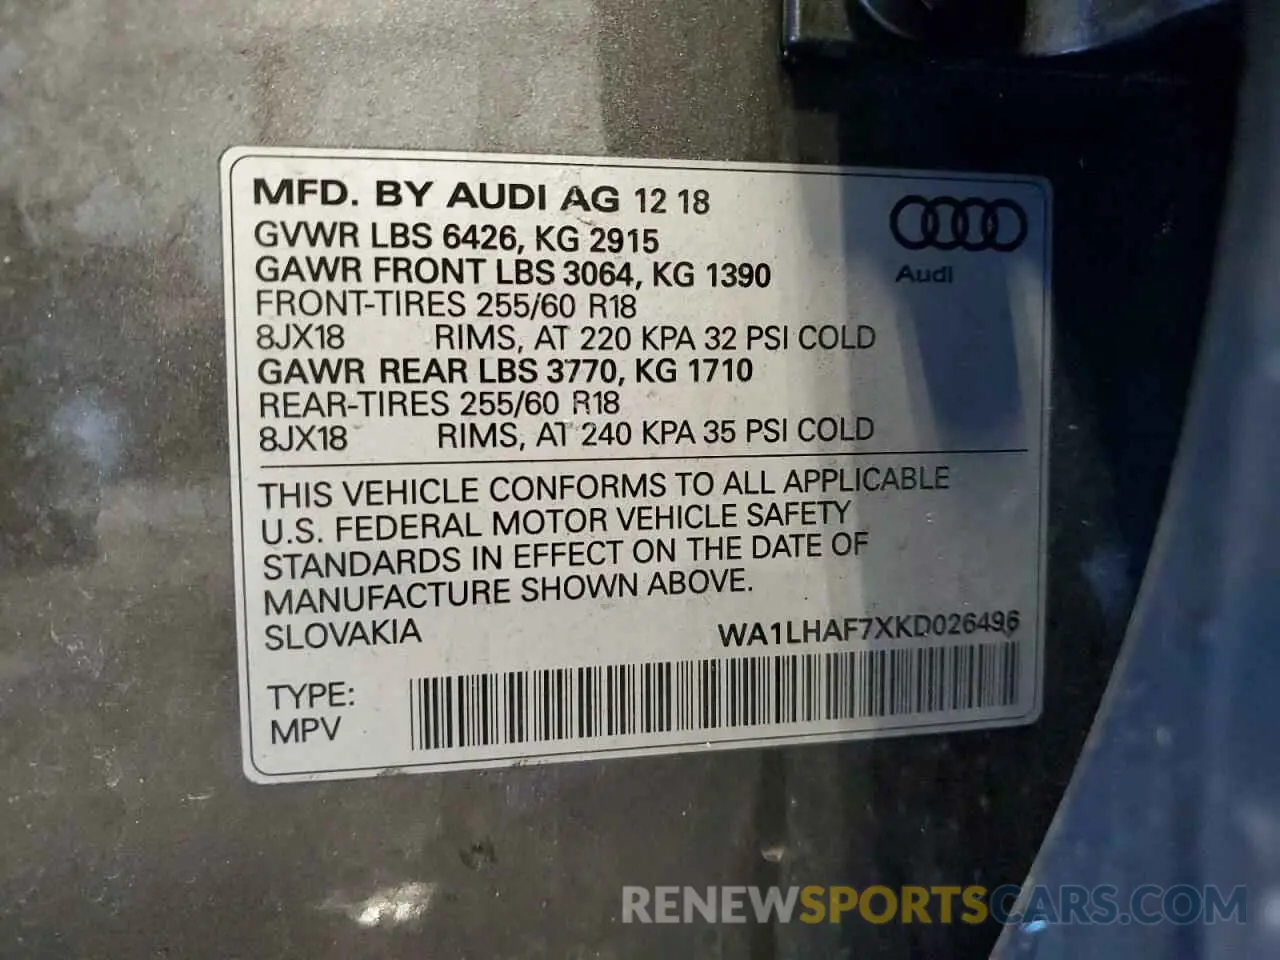 MFD. BY AUDI AG 12 18
GVWR LBS 6426, KG 2915
GAWR FRONT LBS 3064, KG 1390
FRONT-TIRES 255/60 R18
8JX18 RIMS, AT 220 KPA 32 PSI COLD
GAWR REAR LBS 3770, KG 1710
REAR-TIRES 255/60 R18
8JX18 RIMS, AT 240 KPA 35 PSI COLD
Audi
THIS VEHICLE CONFORMS TO ALL APPLICABLE
U.S. FEDERAL MOTOR VEHICLE SAFETY
STANDARDS IN EFFECT ON THE DATE OF
MANUFACTURE SHOWN ABOVE.
SLOVAKIA
WA1LHAF7XKD026496
TYPE:
MPV
RENEWSPORTSCARS.COM